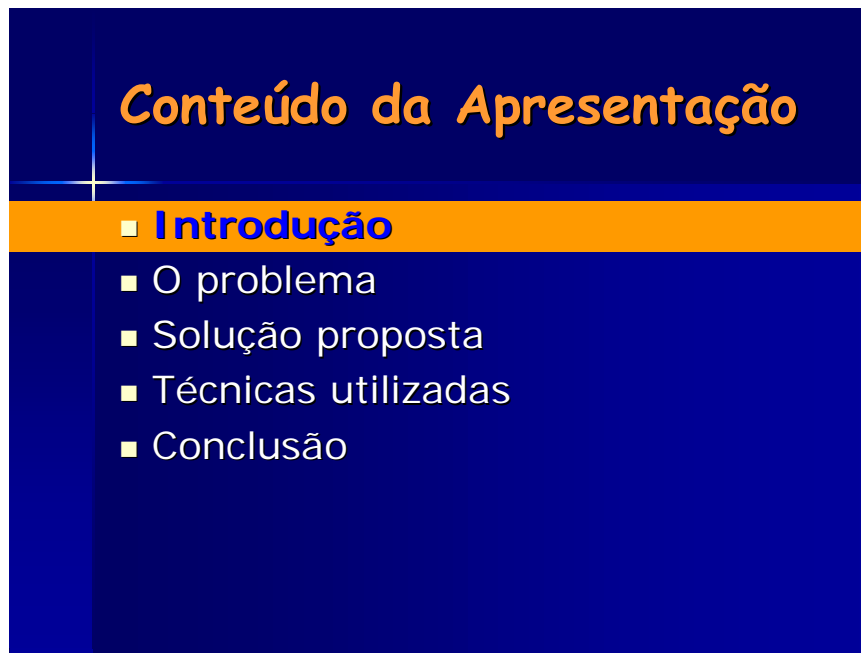 Conteúdo da Apresentação
Introdução
O problema
Solução proposta
Técnicas utilizadas
Conclusão